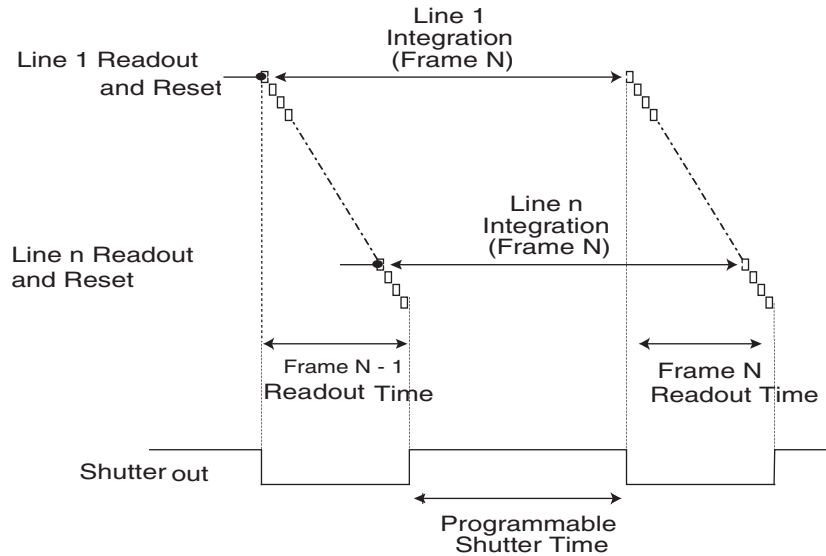 Line 1
Integration
(Frame N)
Line 1 Readout
and Reset
Line n
Integration
(Frame N)
Line n Readout
and Reset
Frame N - 1
Readout Time
Frame N
Readout Time
Shutter out
Programmable
Shutter Time